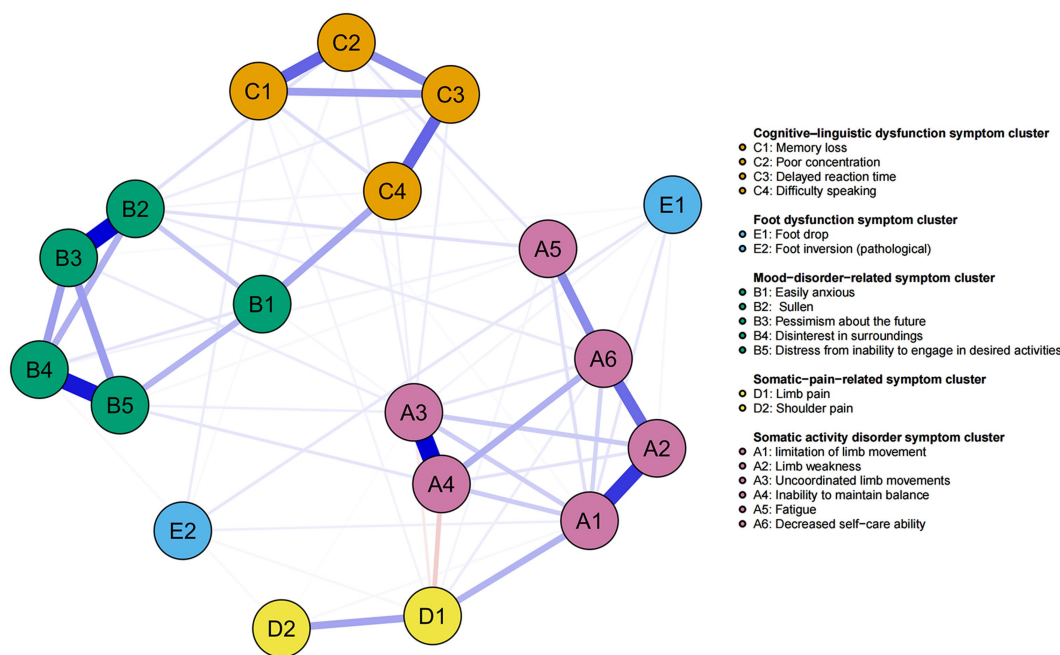 C2
C1
C3
C4
B2
E1
A5
B3
B1
B4
A6
B5
A3
A2
A4
A1
E2
D1
D2
Cognitive–linguistic dysfunction symptom cluster
C1: Memory loss
C2: Poor concentration
C3: Delayed reaction time
C4: Difficulty speaking
Foot dysfunction symptom cluster
E1: Foot drop
E2: Foot inversion (pathological)
Mood–disorder–related symptom cluster
B1: Easily anxious
B2: Sullen
B3: Pessimism about the future
B4: Disinterest in surroundings
B5: Distress from inability to engage in desired activities
Somatic–pain–related symptom cluster
D1: Limb pain
D2: Shoulder pain
Somatic activity disorder symptom cluster
A1: limitation of limb movement
A2: Limb weakness
A3: Uncoordinated limb movements
A4: Inability to maintain balance
A5: Fatigue
A6: Decreased self-care ability